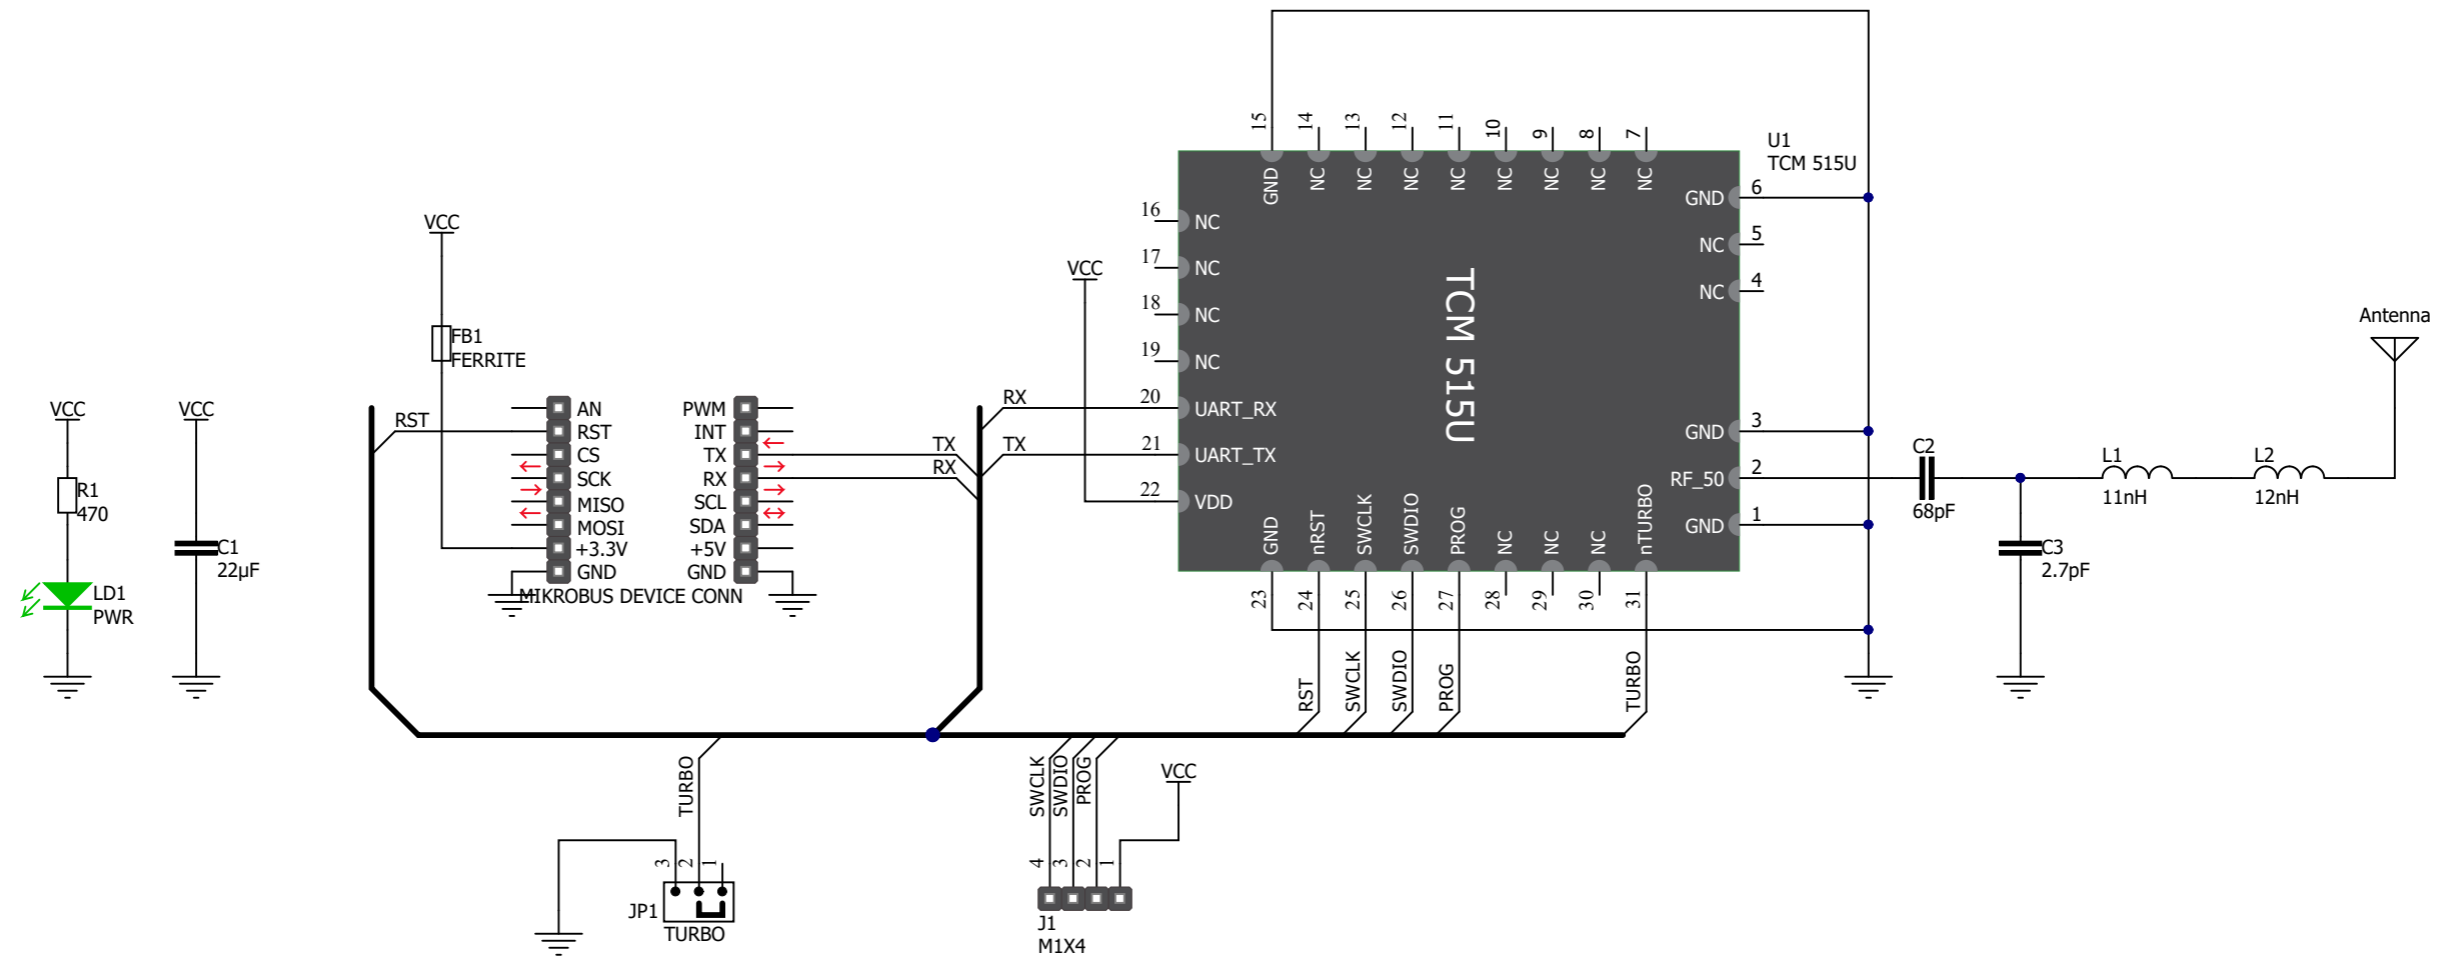 VCC
R1
470
LD1
PWR
VCC
C1
22µF
VCC
FB1
FERRITE
RST
AN
RST
CS
SCK
MISO
MOSI
+3.3V
GND
PWM
INT
TX
RX
SCL
SDA
+5V
GND
MIKROBUS DEVICE CONN
TX
RX
RX
TX
VCC
U1
TCM 515U
TCM 515U
15
14
13
12
11
10
9
8
7
GND
NC
NC
NC
NC
NC
NC
NC
NC
16
NC
17
NC
18
NC
19
NC
20
UART_RX
21
UART_TX
22
VDD
GND
6
NC
5
NC
4
GND
3
RF_50
2
GND
1
GND
nRST
SWCLK
SWDIO
PROG
NC
NC
NC
nTURBO
23
24
25
26
27
28
29
30
31
RST
SWCLK
SWDIO
PROG
TURBO
C2
68pF
C3
2.7pF
L1
11nH
L2
12nH
Antenna
TURBO
3
2
1
JP1
TURBO
SWCLK
SWDIO
PROG
VCC
4
3
2
1
J1
M1X4